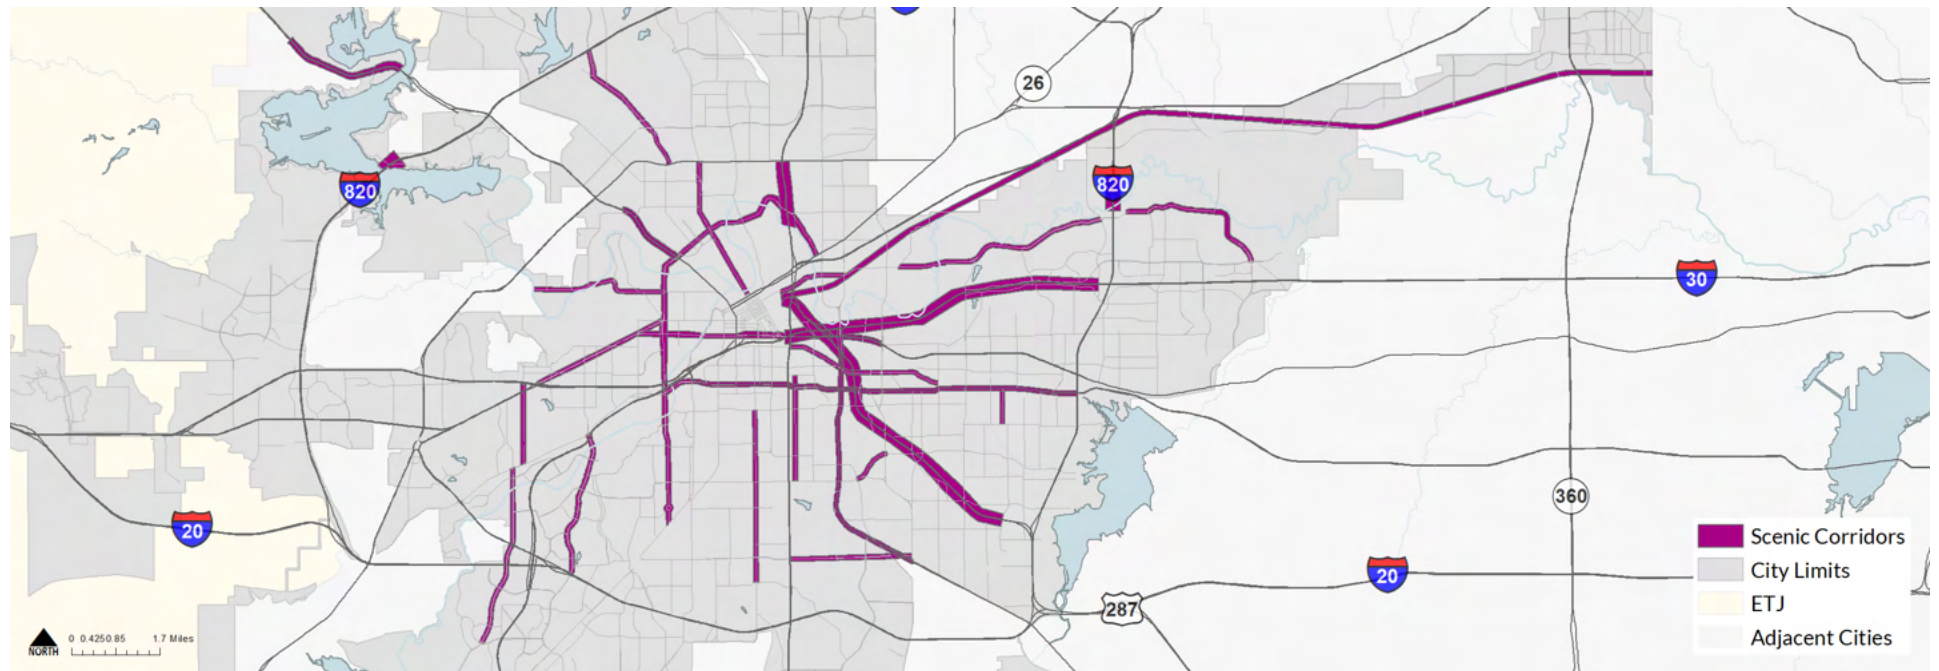 26
820
820
30
360
20
20
287
Scenic Corridors
City Limits
ETJ
Adjacent Cities
0 0.4250.85 1.7 Miles
NORTH